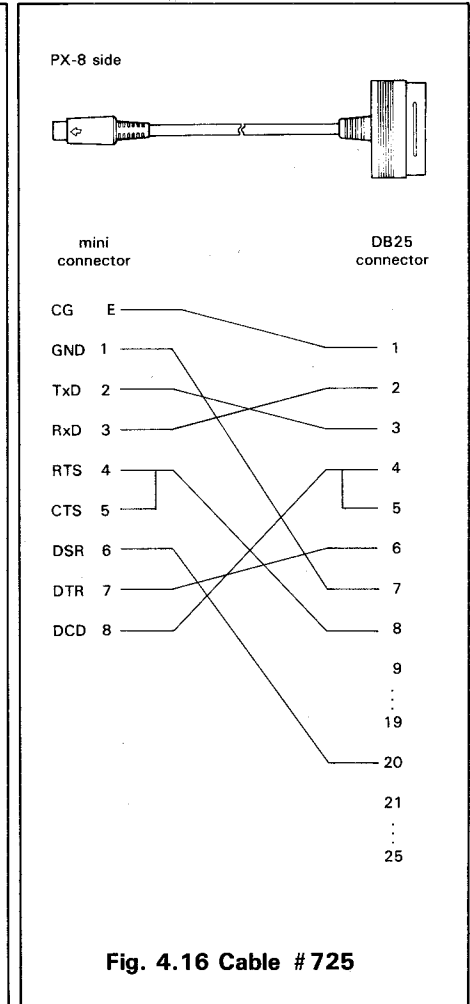 PX-8 side
mini connector
DB25 connector
CG E
1
GND 1
2
TxD 2
3
RxD 3
4
RTS 4
5
CTS 5
6
DSR 6
7
DTR 7
8
DCD 8
9
19
20
21
25
Fig. 4.16 Cable #725